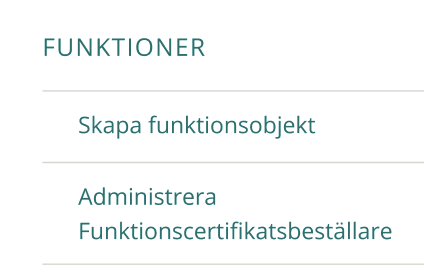 FUNKTIONER
Skapa funktionsobjekt
Administrera
Funktionscertifikatsbeställare